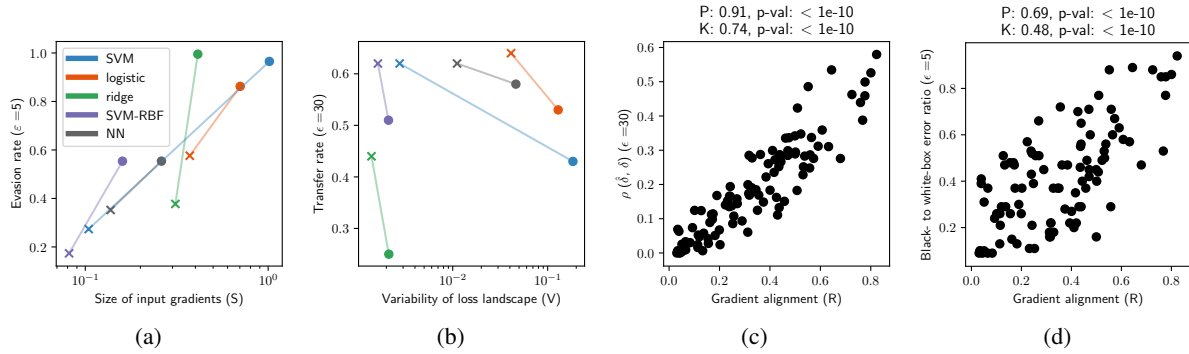 P: 0.91, p-val: < 1e-10
K: 0.74, p-val: < 1e-10
P: 0.69, p-val: < 1e-10
K: 0.48, p-val: < 1e-10
Evasion rate (ε =5)
1.0
0.8
0.6
0.4
0.2
SVM
logistic
ridge
SVM-RBF
NN
10⁻¹
10⁰
Size of input gradients (S)
(a)
Transfer rate (ϵ =30)
0.6
0.5
0.4
0.3
10⁻²
10⁻¹
Variability of loss landscape (V)
(b)
ρ (δ̂, δ) (ϵ =30)
0.6
0.5
0.4
0.3
0.2
0.1
0.0
0.0
0.2
0.4
0.6
0.8
Gradient alignment (R)
(c)
Black- to white-box error ratio (ϵ =5)
0.8
0.6
0.4
0.2
0.0
0.2
0.4
0.6
0.8
Gradient alignment (R)
(d)